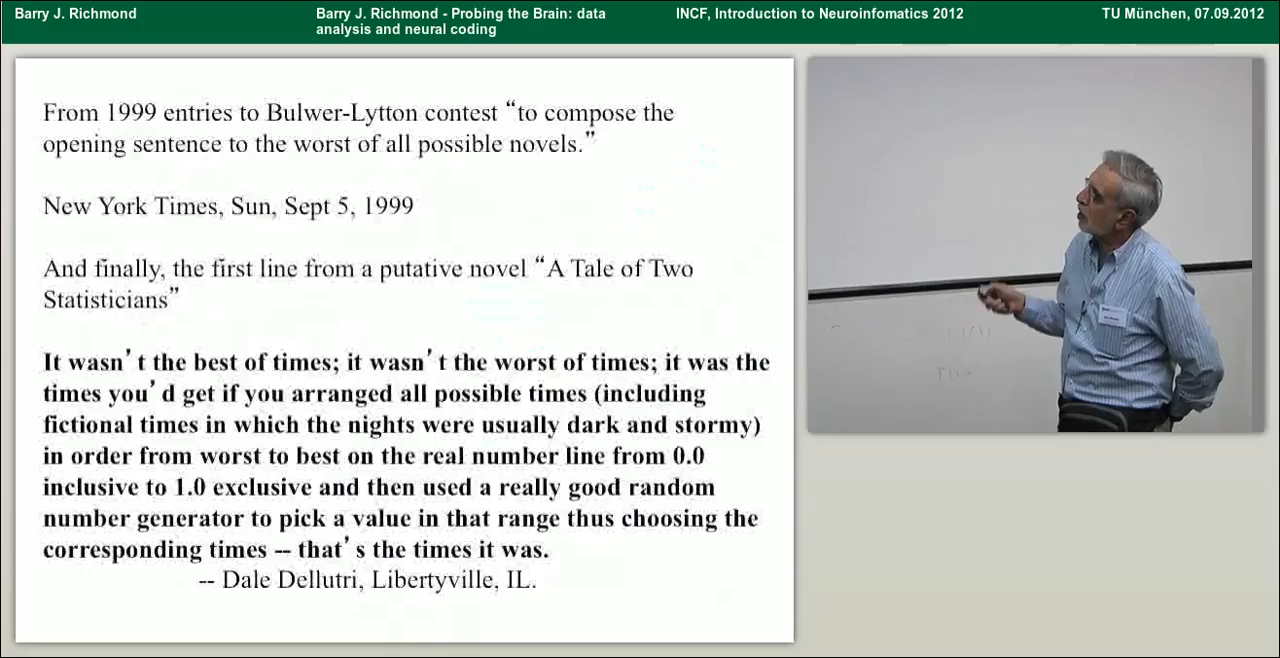 Barry J. Richmond
Barry J. Richmond - Probing the Brain: data
analysis and neural coding
INCF, Introduction to Neuroinfomatics 2012
TU München, 07.09.2012
From 1999 entries to Bulwer-Lytton contest “to compose the
opening sentence to the worst of all possible novels.”
New York Times, Sun, Sept 5, 1999
And finally, the first line from a putative novel “A Tale of Two
Statisticians”
It wasn’t the best of times; it wasn’t the worst of times; it was the
times you’d get if you arranged all possible times (including
fictional times in which the nights were usually dark and stormy)
in order from worst to best on the real number line from 0.0
inclusive to 1.0 exclusive and then used a really good random
number generator to pick a value in that range thus choosing the
corresponding times -- that’s the times it was.
-- Dale Dellutri, Libertyville, IL.